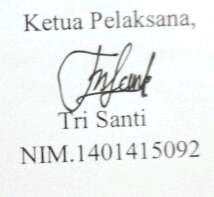 Ketua Pelaksana,
Tri Santi
NIM.1401415092